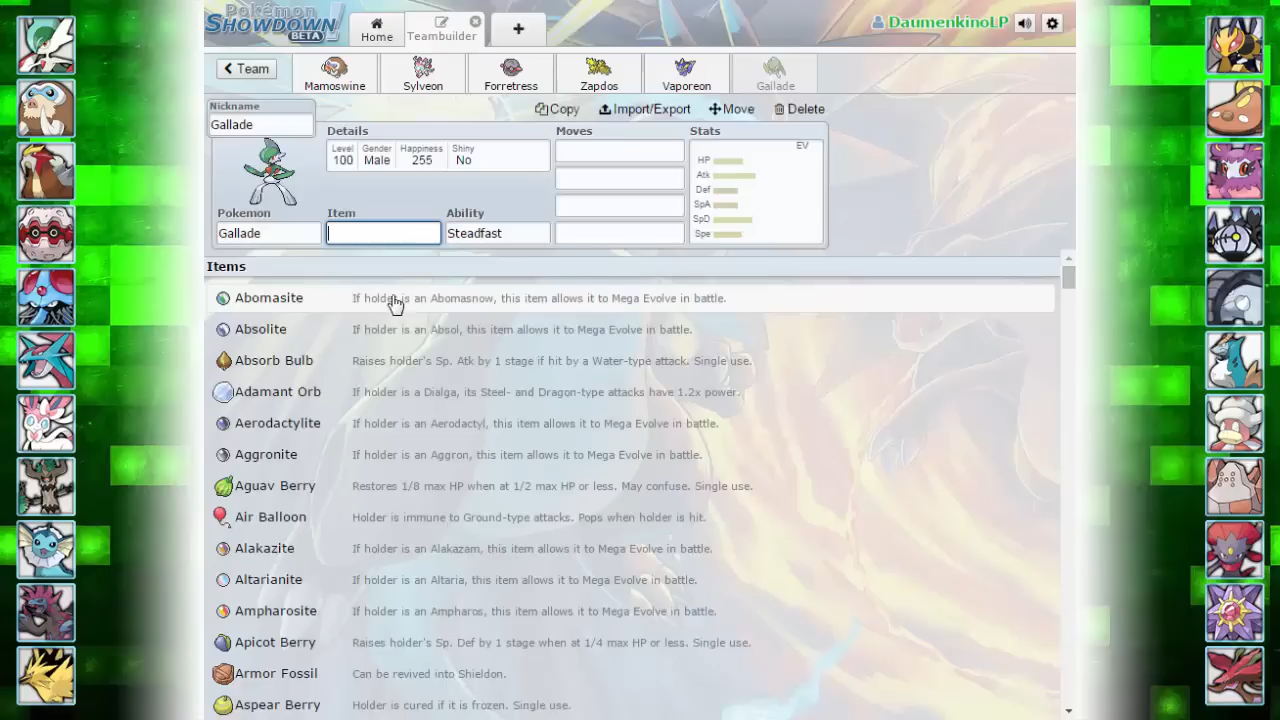 Pokémon
SHOWDOWN!
BETA
Home
Teambuilder
+
DaumenkinoLP
Team
Mamoswine
Sylveon
Forretress
Zapdos
Vaporeon
Gallade
Nickname
Gallade
Copy
Import/Export
Move
Delete
Details
Moves
Stats
Level
Gender
Happiness
Shiny
100
Male
255
No
EV
HP
Atk
Def
SpA
SpD
Spe
Pokemon
Item
Ability
Gallade
Steadfast
Items
Abomasite If holder is an Abomasnow, this item allows it to Mega Evolve in battle.
Absolite If holder is an Absol, this item allows it to Mega Evolve in battle.
Absorb Bulb Raises holder's Sp. Atk by 1 stage if hit by a Water-type attack. Single use.
Adamant Orb If holder is a Dialga, its Steel- and Dragon-type attacks have 1.2x power.
Aerodactylite If holder is an Aerodactyl, this item allows it to Mega Evolve in battle.
Aggronite If holder is an Aggron, this item allows it to Mega Evolve in battle.
Aguav Berry Restores 1/8 max HP when at 1/2 max HP or less. May confuse. Single use.
Air Balloon Holder is immune to Ground-type attacks. Pops when holder is hit.
Alakazite If holder is an Alakazam, this item allows it to Mega Evolve in battle.
Altarianite If holder is an Altaria, this item allows it to Mega Evolve in battle.
Ampharosite If holder is an Ampharos, this item allows it to Mega Evolve in battle.
Apicot Berry Raises holder's Sp. Def by 1 stage when at 1/4 max HP or less. Single use.
Armor Fossil Can be revived into Shieldon.
Aspear Berry Holder is cured if it is frozen. Single use.